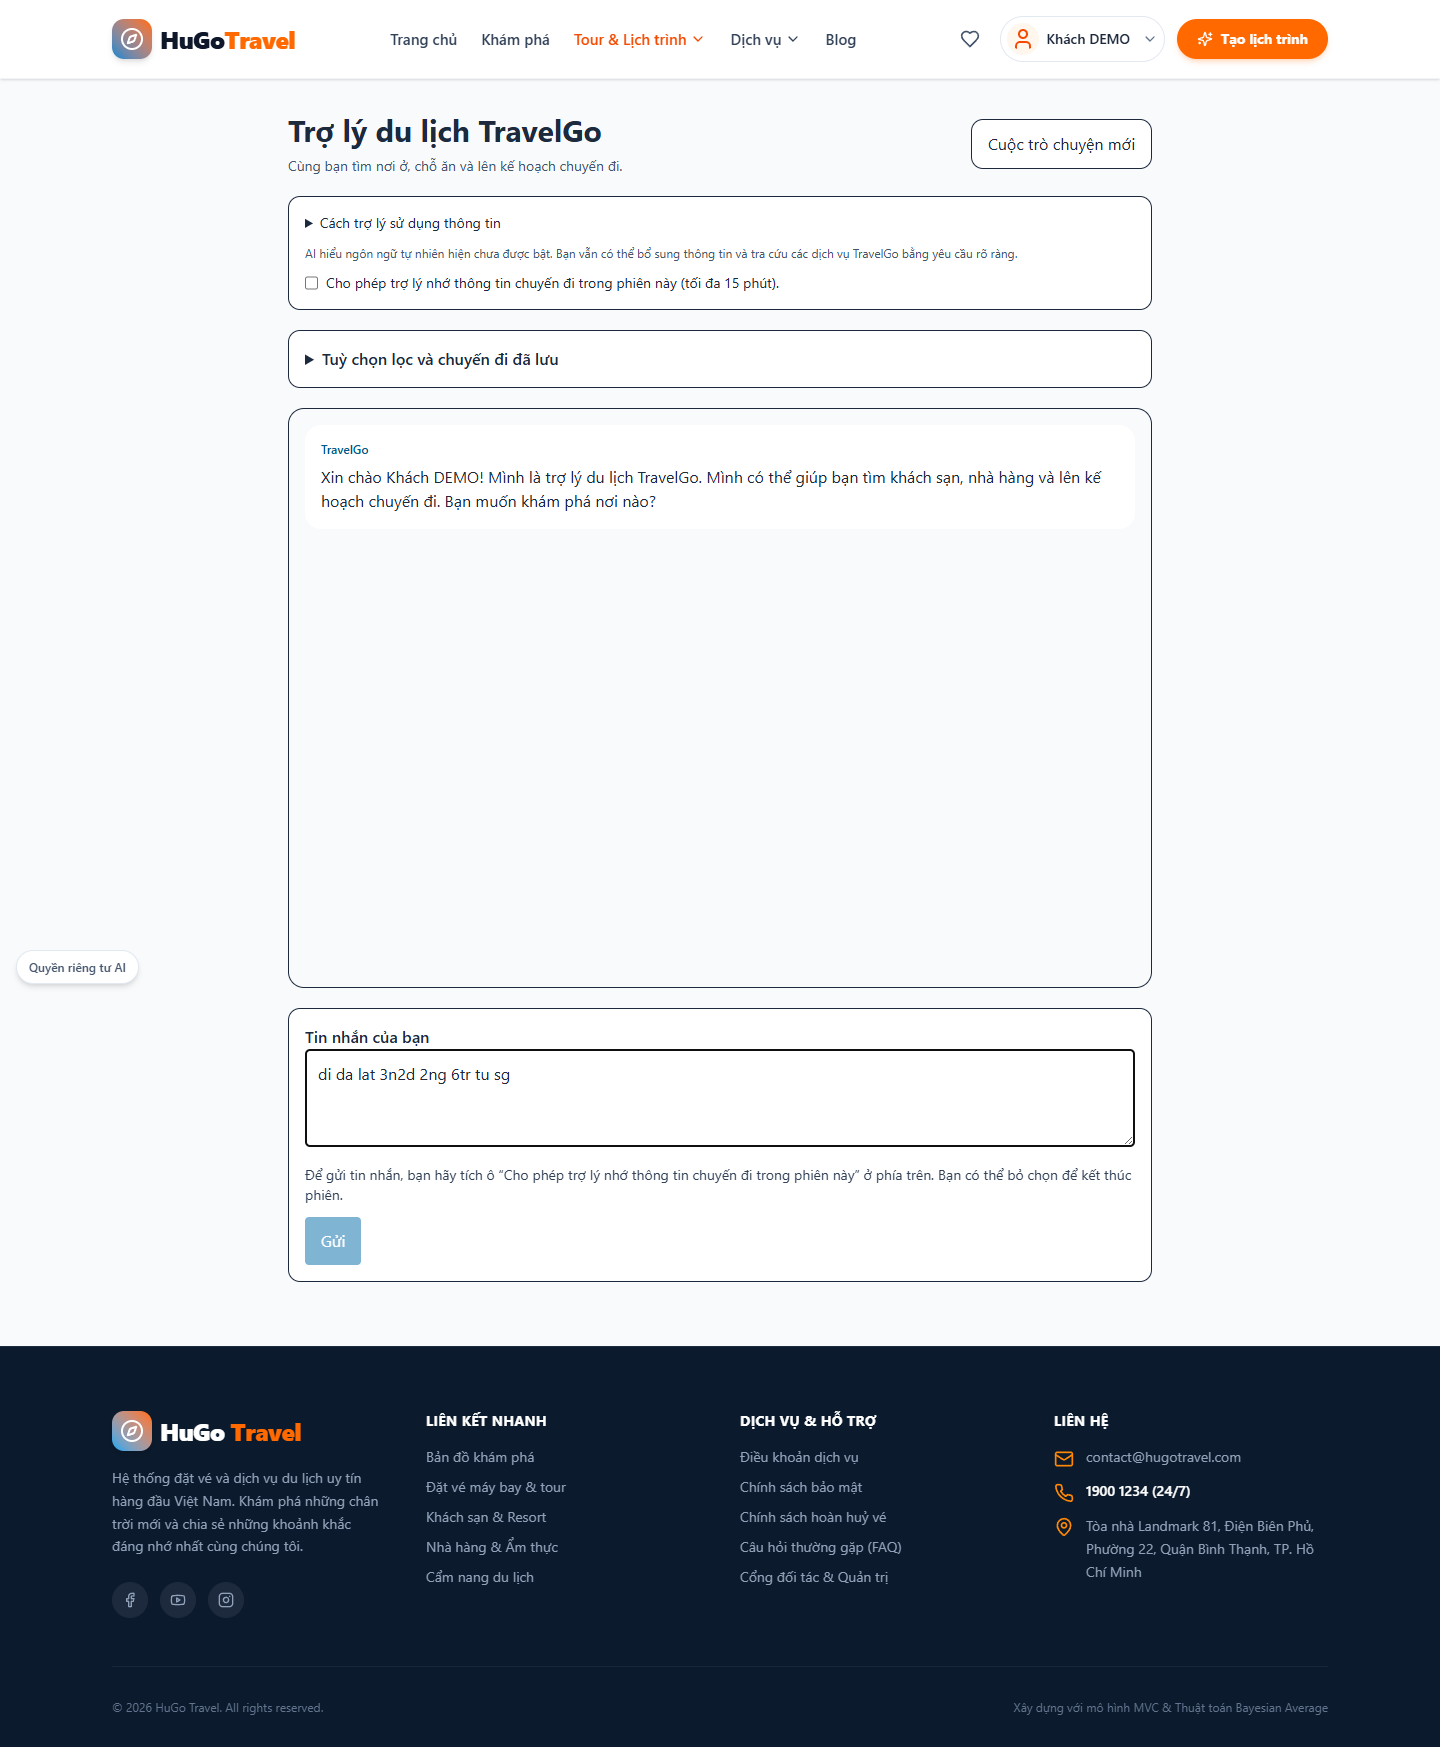 HuGoTravel
Trang chủ
Khám phá
Tour & Lịch trình
Dịch vụ
Blog
Khách DEMO
Tạo lịch trình
Trợ lý du lịch TravelGo
Cùng bạn tìm nơi ở, chỗ ăn và lên kế hoạch chuyến đi.
Cuộc trò chuyện mới
Cách trợ lý sử dụng thông tin
AI hiểu ngôn ngữ tự nhiên hiện chưa được bật. Bạn vẫn có thể bổ sung thông tin và tra cứu các dịch vụ TravelGo bằng yêu cầu rõ ràng.
Cho phép trợ lý nhớ thông tin chuyến đi trong phiên này (tối đa 15 phút).
Tuỳ chọn lọc và chuyến đi đã lưu
TravelGo
Xin chào Khách DEMO! Mình là trợ lý du lịch TravelGo. Mình có thể giúp bạn tìm khách sạn, nhà hàng và lên kế
hoạch chuyến đi. Bạn muốn khám phá nơi nào?
Quyền riêng tư AI
Tin nhắn của bạn
di da lat 3n2d 2ng 6tr tu sg
Để gửi tin nhắn, bạn hãy tích ô “Cho phép trợ lý nhớ thông tin chuyến đi trong phiên này” ở phía trên. Bạn có thể bỏ chọn để kết thúc
phiên.
Gửi
HuGo Travel
Hệ thống đặt vé và dịch vụ du lịch uy tín
hàng đầu Việt Nam. Khám phá những chân
trời mới và chia sẻ những khoảnh khắc
đáng nhớ nhất cùng chúng tôi.
LIÊN KẾT NHANH
Bản đồ khám phá
Đặt vé máy bay & tour
Khách sạn & Resort
Nhà hàng & Ẩm thực
Cẩm nang du lịch
DỊCH VỤ & HỖ TRỢ
Điều khoản dịch vụ
Chính sách bảo mật
Chính sách hoàn huỷ vé
Câu hỏi thường gặp (FAQ)
Cổng đối tác & Quản trị
LIÊN HỆ
contact@hugotravel.com
1900 1234 (24/7)
Tòa nhà Landmark 81, Điện Biên Phủ,
Phường 22, Quận Bình Thạnh, TP. Hồ
Chí Minh
© 2026 HuGo Travel. All rights reserved.
Xây dựng với mô hình MVC & Thuật toán Bayesian Average